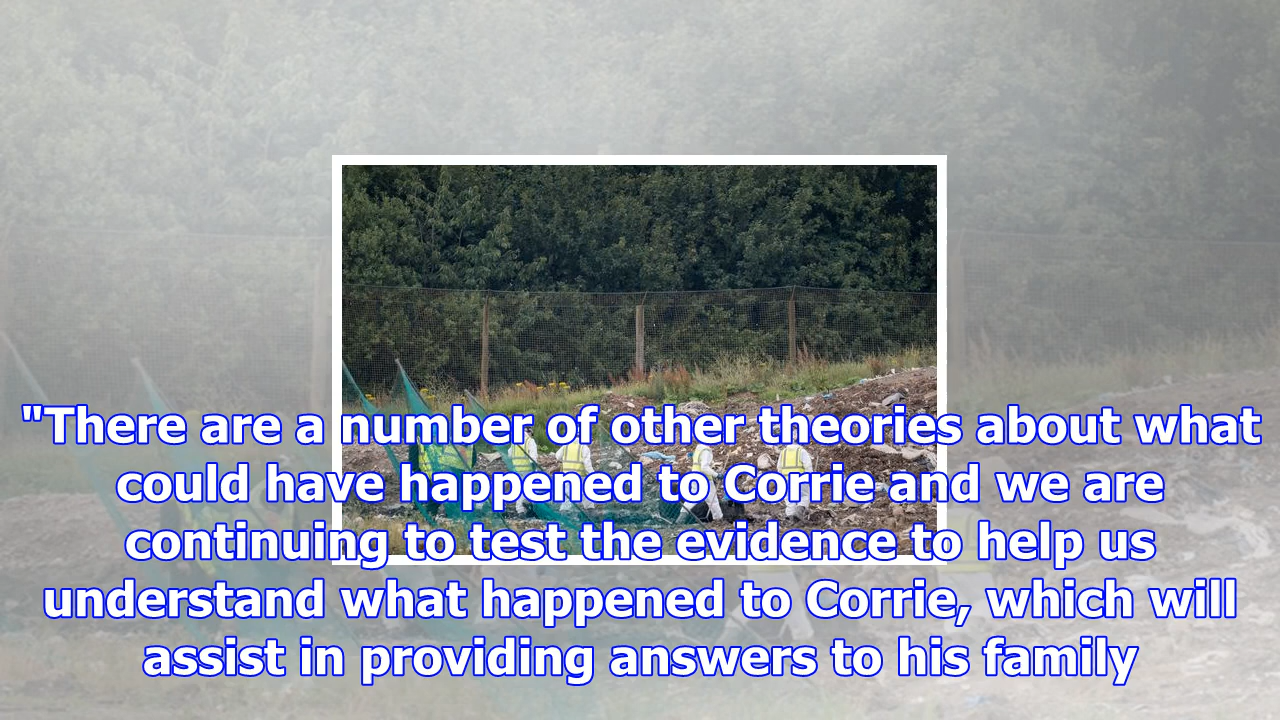 "There are a number of other theories about what
could have happened to Corrie and we are
continuing to test the evidence to help us
understand what happened to Corrie, which will
assist in providing answers to his family